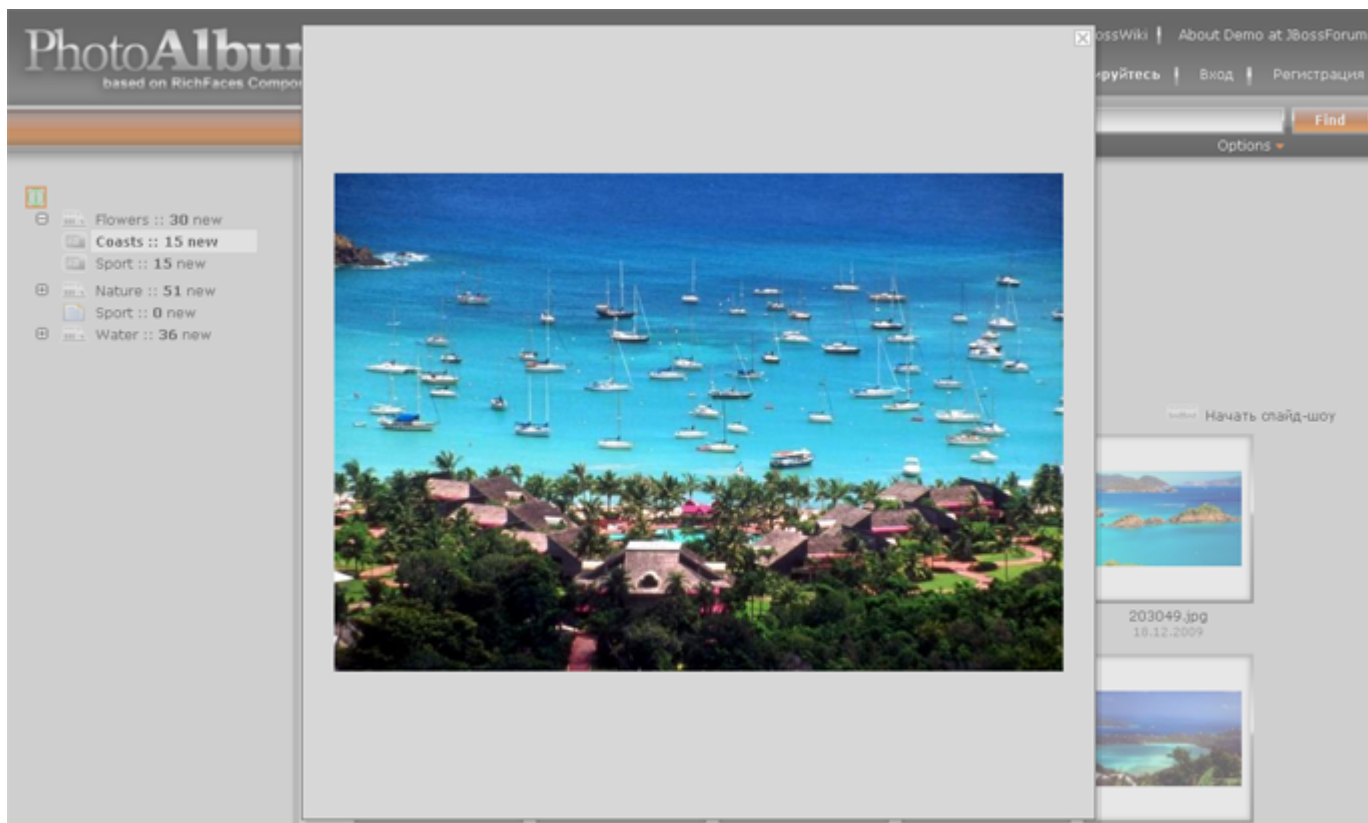 PhotoAlbu
based on RichFaces Compo
ossWiki About Demo at JBossForum
ируйтесь Вход Регистрация
Find
Options
Flowers :: 30 new
Coasts :: 15 new
Sport :: 15 new
Nature :: 51 new
Sport :: 0 new
Water :: 36 new
Начать слайд-шоу
203049.jpg
18.12.2009